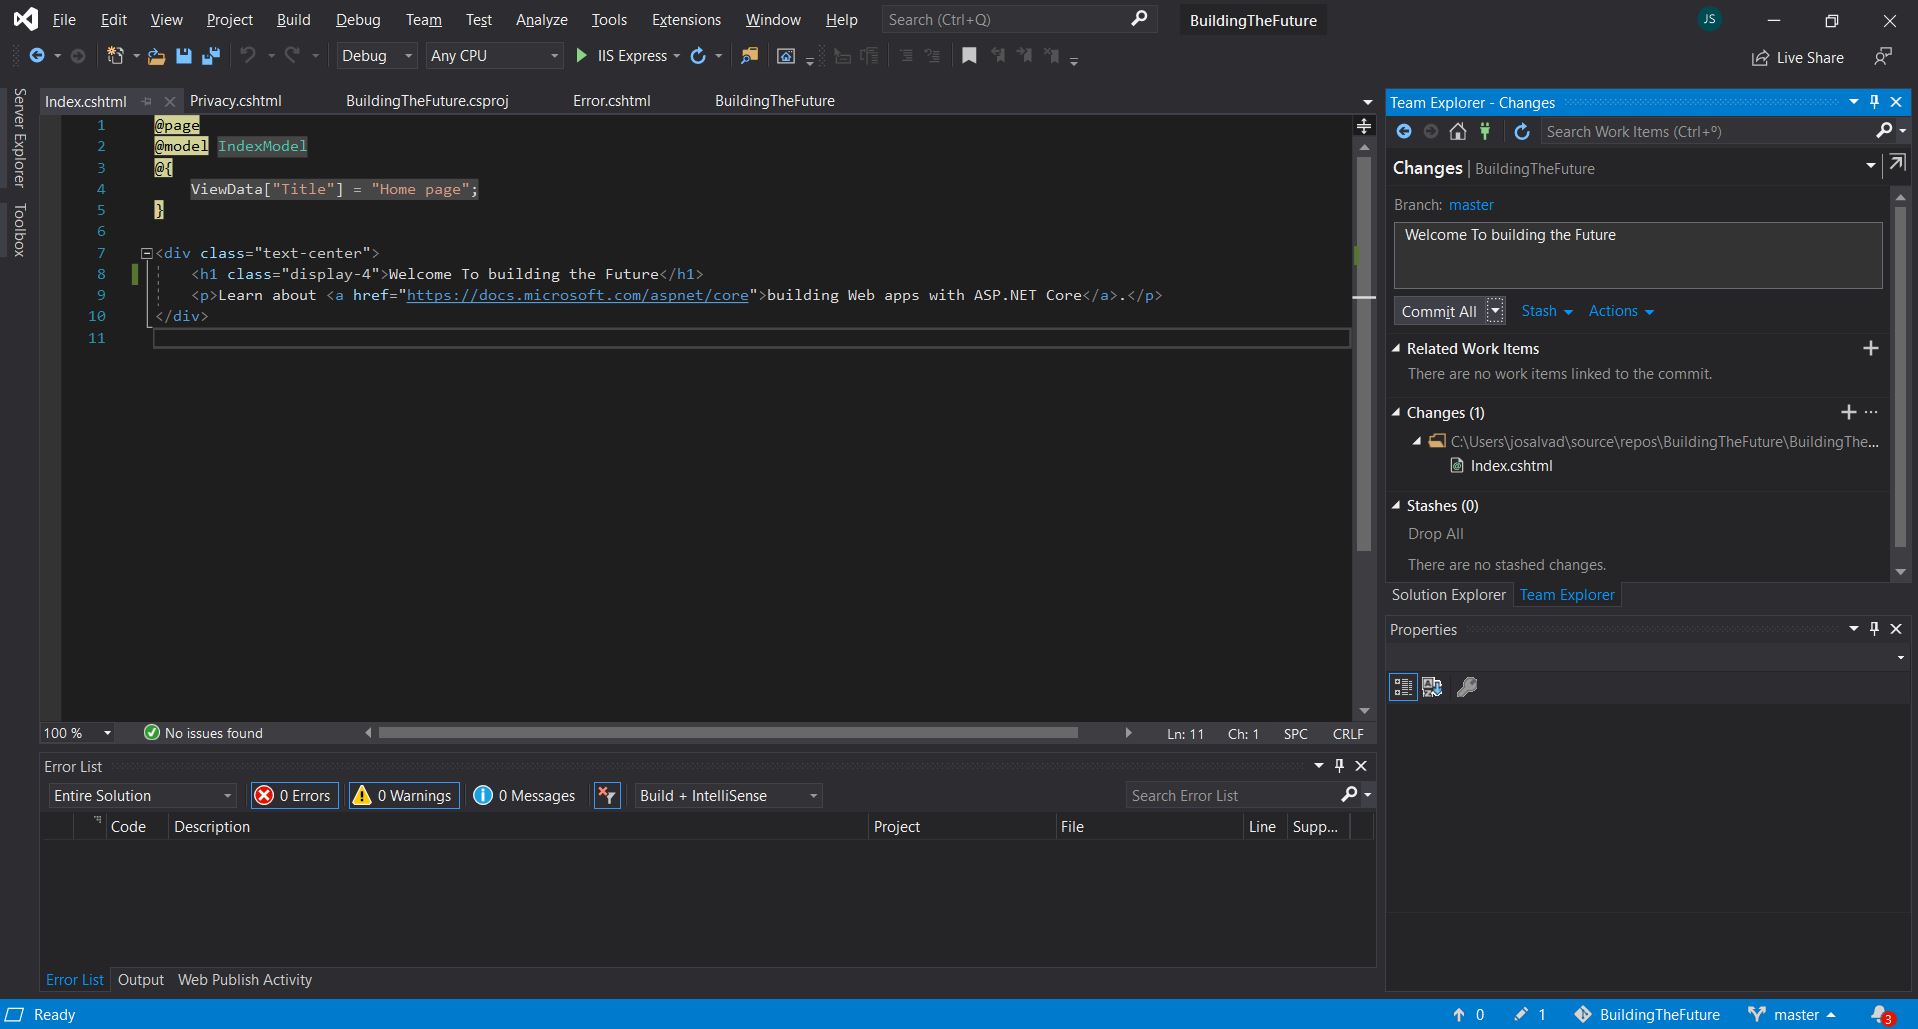 File Edit View Project Build Debug Team Test Analyze Tools Extensions Window Help Search (Ctrl+Q) BuildingTheFuture JS
Debug Any CPU IIS Express Live Share
Server Explorer
Toolbox
Index.cshtml Privacy.cshtml BuildingTheFuture.csproj Error.cshtml BuildingTheFuture
1 @page
2 @model IndexModel
3 @{
4 ViewData["Title"] = "Home page";
5 }
6
7 <div class="text-center">
8 <h1 class="display-4">Welcome To building the Future</h1>
9 <p>Learn about <a href="https://docs.microsoft.com/aspnet/core">building Web apps with ASP.NET Core</a>.</p>
10 </div>
11
100 % No issues found Ln: 11 Ch: 1 SPC CRLF
Error List
Entire Solution 0 Errors 0 Warnings 0 Messages Build + IntelliSense Search Error List
Code Description Project File Line Supp...
Error List Output Web Publish Activity
Team Explorer - Changes
Search Work Items (Ctrl+º)
Changes | BuildingTheFuture
Branch: master
Welcome To building the Future
Commit All Stash Actions
Related Work Items
There are no work items linked to the commit.
Changes (1)
C:\Users\josalvad\source\repos\BuildingTheFuture\BuildingThe...
Index.cshtml
Stashes (0)
Drop All
There are no stashed changes.
Solution Explorer Team Explorer
Properties
Ready 0 1 BuildingTheFuture master 3